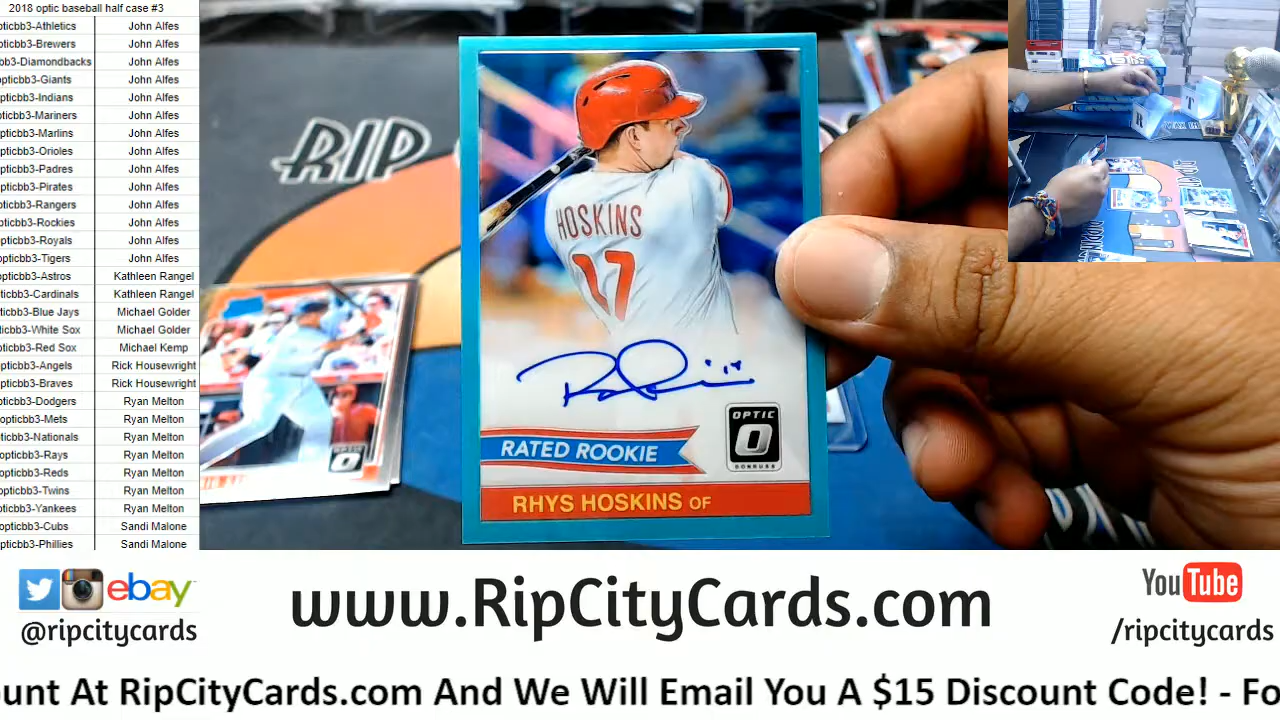 2018 optic baseball half case #3
pticbb3-Athletics John Alfes
pticbb3-Brewers John Alfes
bb3-Diamondbacks John Alfes
opticbb3-Giants John Alfes
opticbb3-Indians John Alfes
pticbb3-Mariners John Alfes
pticbb3-Marlins John Alfes
pticbb3-Orioles John Alfes
pticbb3-Padres John Alfes
pticbb3-Pirates John Alfes
pticbb3-Rangers John Alfes
pticbb3-Rockies John Alfes
pticbb3-Royals John Alfes
opticbb3-Tigers John Alfes
pticbb3-Astros Kathleen Rangel
ticbb3-Cardinals Kathleen Rangel
ticbb3-Blue Jays Michael Golder
ticbb3-White Sox Michael Golder
ticbb3-Red Sox Michael Kemp
pticbb3-Angels Rick Housewright
pticbb3-Braves Rick Housewright
pticbb3-Dodgers Ryan Melton
opticbb3-Mets Ryan Melton
ticbb3-Nationals Ryan Melton
opticbb3-Rays Ryan Melton
opticbb3-Reds Ryan Melton
opticbb3-Twins Ryan Melton
pticbb3-Yankees Ryan Melton
opticbb3-Cubs Sandi Malone
pticbb3-Phillies Sandi Malone
RIP
HOSKINS
17
'17
OPTIC
O
DONRUSS
RATED ROOKIE
RHYS HOSKINS OF
OPTIC
ebay
@ripcitycards
www.RipCityCards.com
YouTube
/ripcitycards
ount At RipCityCards.com And We Will Email You A $15 Discount Code! - Fo